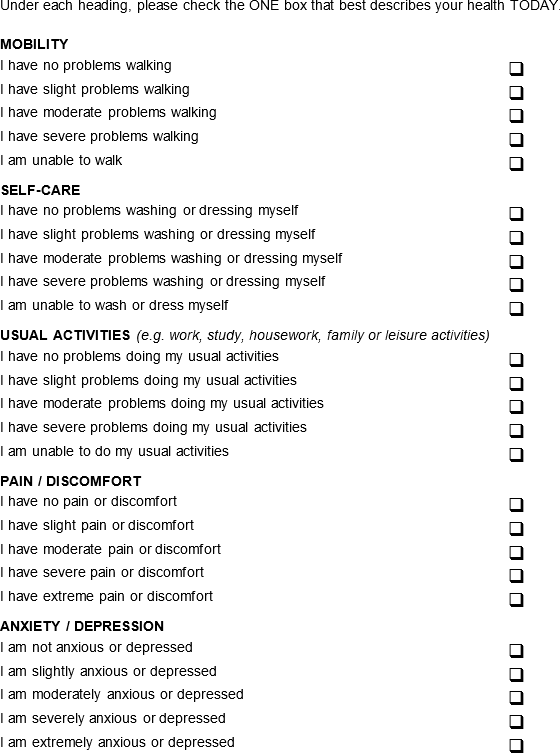 Under each heading, please check the ONE box that best describes your health TODAY.
MOBILITY
I have no problems walking
I have slight problems walking
I have moderate problems walking
I have severe problems walking
I am unable to walk
SELF-CARE
I have no problems washing or dressing myself
I have slight problems washing or dressing myself
I have moderate problems washing or dressing myself
I have severe problems washing or dressing myself
I am unable to wash or dress myself
USUAL ACTIVITIES (e.g. work, study, housework, family or leisure activities)
I have no problems doing my usual activities
I have slight problems doing my usual activities
I have moderate problems doing my usual activities
I have severe problems doing my usual activities
I am unable to do my usual activities
PAIN / DISCOMFORT
I have no pain or discomfort
I have slight pain or discomfort
I have moderate pain or discomfort
I have severe pain or discomfort
I have extreme pain or discomfort
ANXIETY / DEPRESSION
I am not anxious or depressed
I am slightly anxious or depressed
I am moderately anxious or depressed
I am severely anxious or depressed
I am extremely anxious or depressed